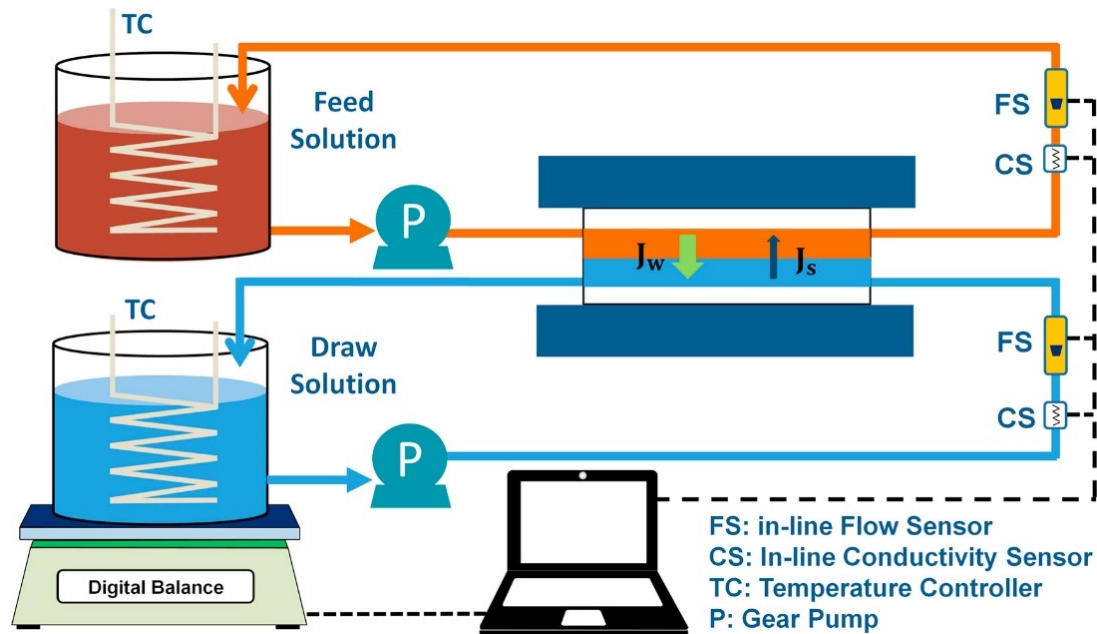 TC
Feed
Solution
FS
CS
P
Jw
Js
TC
Draw
Solution
FS
CS
P
Digital Balance
FS: in-line Flow Sensor
CS: In-line Conductivity Sensor
TC: Temperature Controller
P: Gear Pump